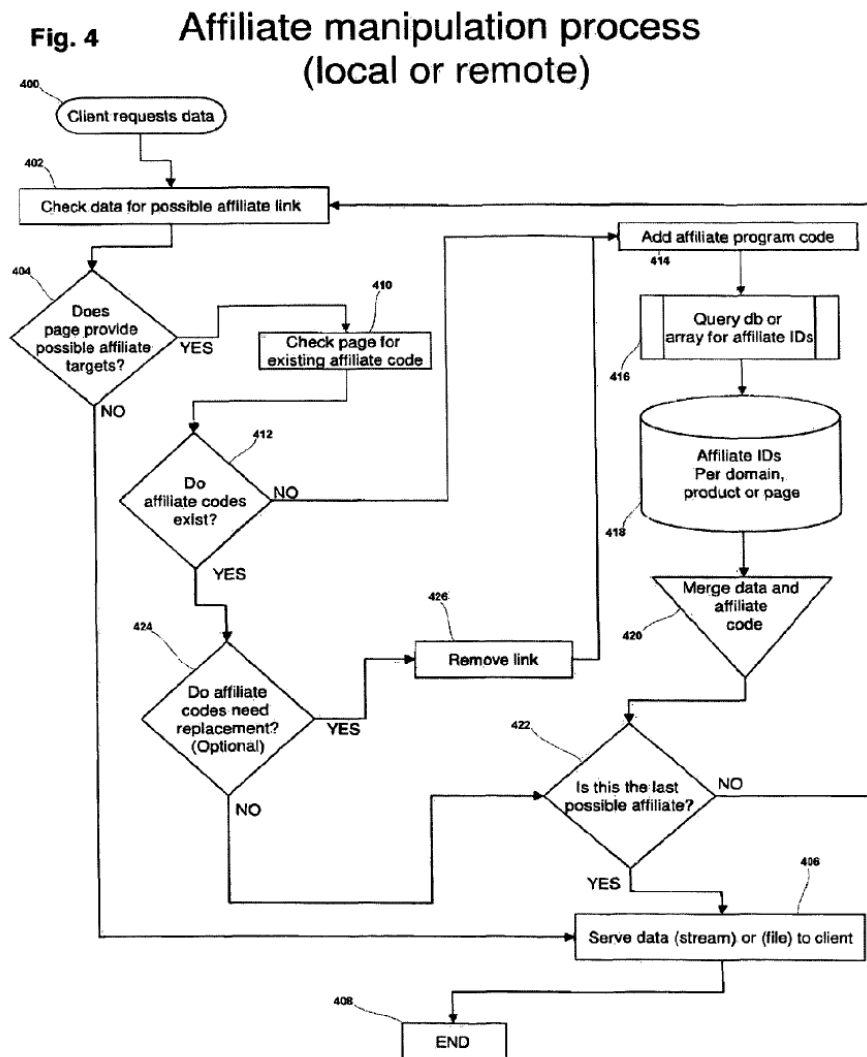 Fig. 4
Affiliate manipulation process
(local or remote)
400
Client requests data
402
Check data for possible affiliate link
404
Does
page provide
possible affiliate
targets?
YES
NO
410
Check page for
existing affiliate code
412
Do
affiliate codes
exist?
NO
YES
Add affiliate program code
414
Query db or
array for affiliate IDs
416
Affiliate IDs
Per domain,
product or page
418
Merge data and
affiliate
code
420
424
Do affiliate
codes need
replacement?
(Optional)
YES
NO
426
Remove link
422
Is this the last
possible affiliate?
NO
YES
406
Serve data (stream) or (file) to client
408
END